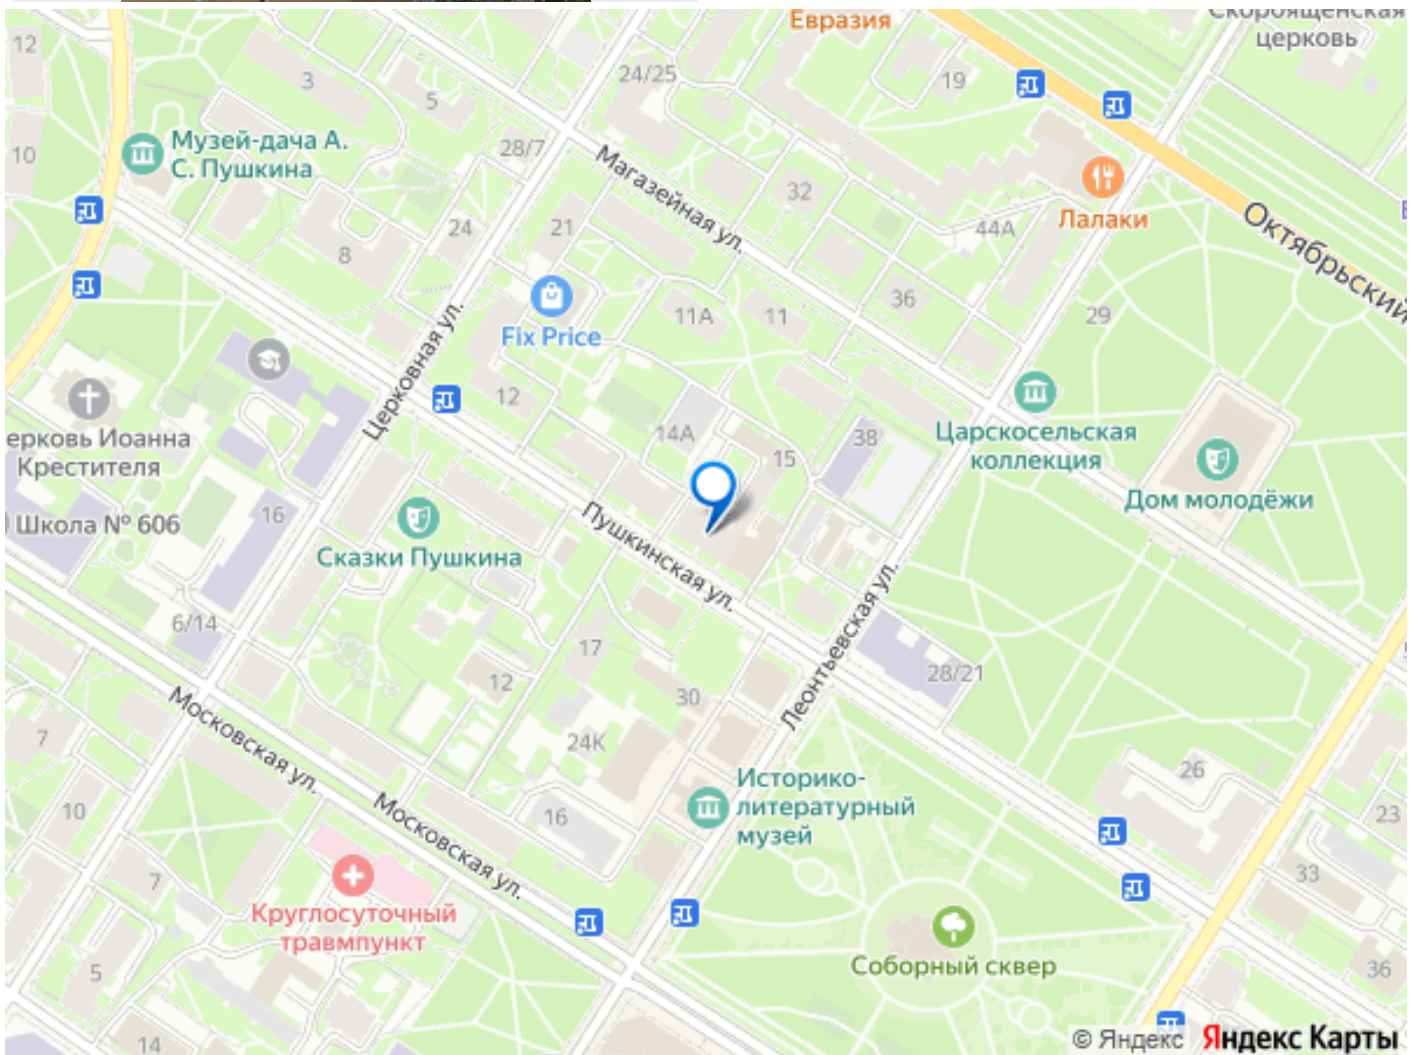 Евразия
Скорбященская
церковь
12
3
5
24/25
19
Музей-дача А.
С. Пушкина
10
28/7
Магазейная ул.
32
Лалаки
Октябрьский
24
21
8
44А
36
29
Fix Price
11А
11
Церковная ул.
12
14А
38
15
Царскосельская
коллекция
ерковь Иоанна
Крестителя
Дом молодёжи
Школа № 606
16
Сказки Пушкина
Пушкинская ул.
6/14
17
12
30
Леонтьевская ул.
28/21
Московская ул.
7
24К
26
Историко-
литературный
музей
10
16
Московская ул.
23
7
33
Круглосуточный
травмпункт
Соборный сквер
5
36
14
© Яндекс Яндекс Карты